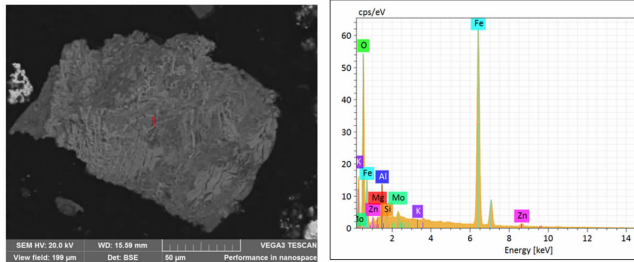 SEM HV: 20.0 kV
WD: 15.59 mm
VEGA3 TESCAN
View field: 199 µm
Det: BSE
50 µm
Performance in nanospace
cps/eV
60
50
40
30
20
10
0
Fe
O
K
Fe
Al
Mg
Zn
Si
Mo
K
Zn
2
4
6
8
10
12
14
Energy [keV]